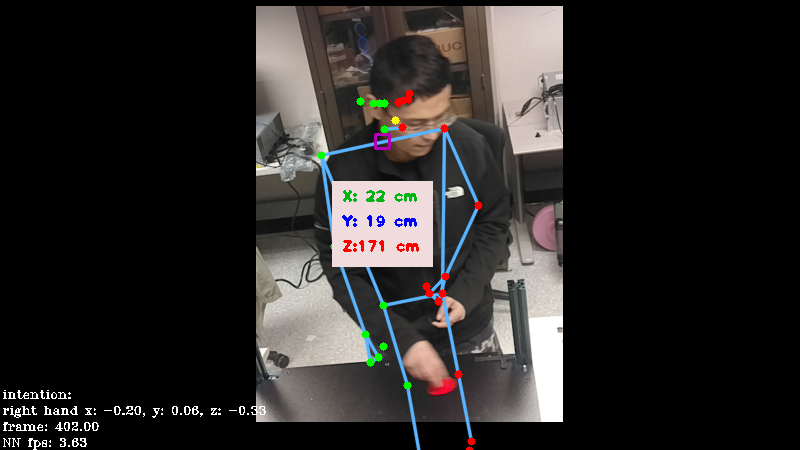 X: 22 cm
Y: 19 cm
Z:171 cm
intention:
right hand x: -0.20, y: 0.06, z: -0.33
frame: 402.00
NN fps: 3.63